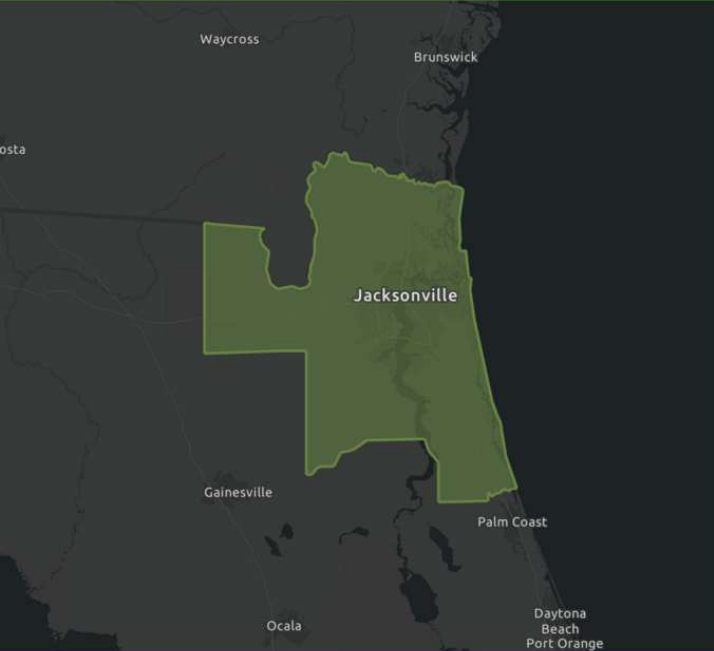 Waycross
Brunswick
osta
Jacksonville
Gainesville
Palm Coast
Ocala
Daytona
Beach
Port Orange